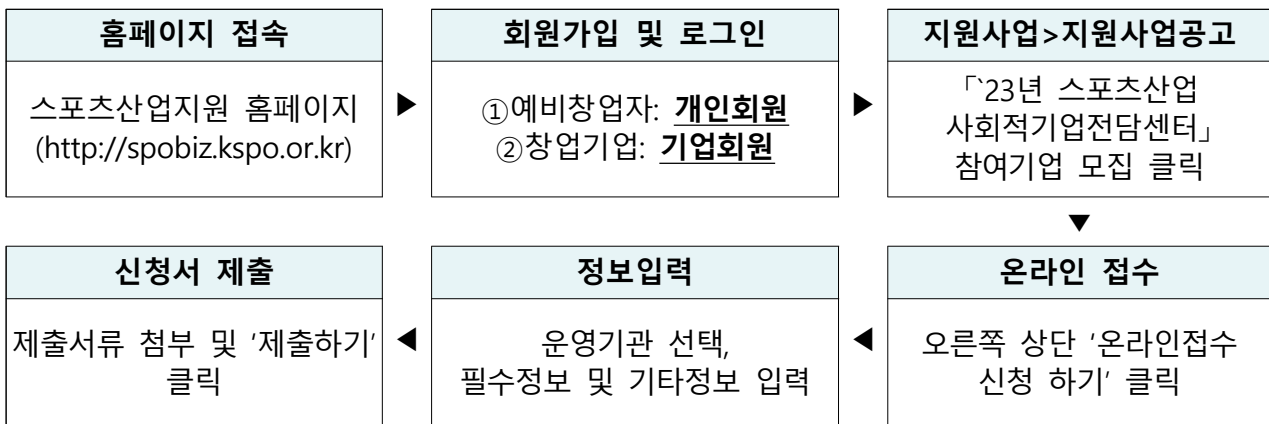 홈페이지 접속
스포츠산업지원 홈페이지
(http://spobiz.kspo.or.kr)
▶
회원가입 및 로그인
①예비창업자: 개인회원
②창업기업: 기업회원
▶
지원사업>지원사업공고
「`23년 스포츠산업
사회적기업전담센터」
참여기업 모집 클릭
▼
온라인 접수
오른쪽 상단 '온라인접수
신청 하기' 클릭
◀
정보입력
운영기관 선택,
필수정보 및 기타정보 입력
◀
신청서 제출
제출서류 첨부 및 '제출하기'
클릭